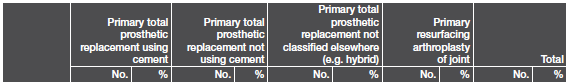 Primary total prosthetic replacement using cement
Primary total prosthetic replacement not using cement
Primary total prosthetic replacement not classified elsewhere (e.g. hybrid)
Primary resurfacing arthroplasty of joint
Total
No. % No. % No. % No. % No. %